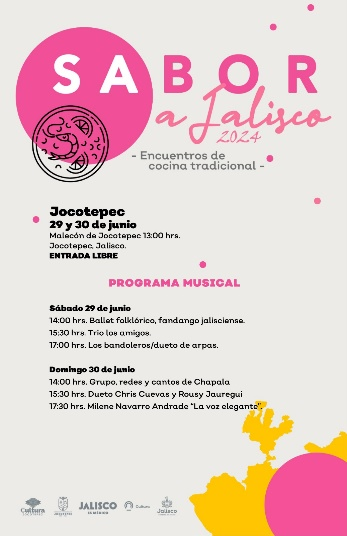 SABOR
a Jalisco
2024
- Encuentros de
cocina tradicional -
Jocotepec
29 y 30 de junio
Malecón de Jocotepec 13:00 hrs.
Jocotepec, Jalisco.
ENTRADA LIBRE
PROGRAMA MUSICAL
Sábado 29 de junio
14:00 hrs. Ballet folklórico, fandango jalisciense.
15:30 hrs. Trio los amigos.
17:00 hrs. Los bandoleros/dueto de arpas.
Domingo 30 de junio
14:00 hrs. Grupo, redes y cantos de Chapala
15:30 hrs. Dueto Chris Cuevas y Rousy Jauregui
17:30 hrs. Milene Navarro Andrade "La voz elegante".
Cultura
JALISCO
Cultura
Jalisco